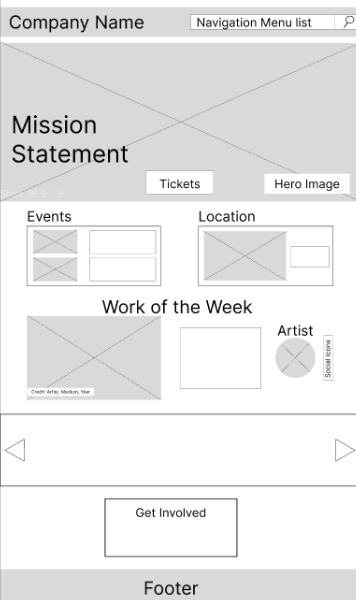 Company Name
Navigation Menu list
Mission
Statement
Tickets
Hero Image
Events
Location
Work of the Week
Artist
Social Icons
Credit: Artist, Medium, Year
Get Involved
Footer